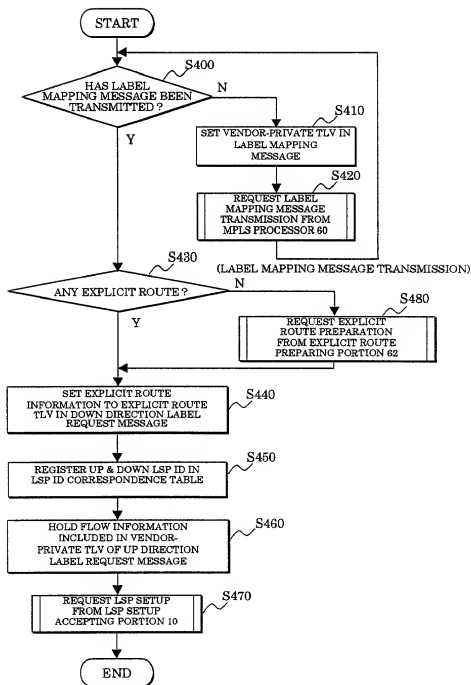 START
S400
HAS LABEL
MAPPING MESSAGE BEEN
TRANSMITTED ?
N
Y
S410
SET VENDOR-PRIVATE TLV IN
LABEL MAPPING
MESSAGE
S420
REQUEST LABEL
MAPPING MESSAGE
TRANSMISSION FROM
MPLS PROCESSOR 60
(LABEL MAPPING MESSAGE TRANSMISSION)
S430
ANY EXPLICIT ROUTE ?
N
Y
S480
REQUEST EXPLICIT
ROUTE PREPARATION
FROM EXPLICIT ROUTE
PREPARING PORTION 62
S440
SET EXPLICIT ROUTE
INFORMATION TO EXPLICIT ROUTE
TLV IN DOWN DIRECTION LABEL
REQUEST MESSAGE
S450
REGISTER UP & DOWN LSP ID IN
LSP ID CORRESPONDENCE TABLE
S460
HOLD FLOW INFORMATION
INCLUDED IN VENDOR-
PRIVATE TLV OF UP DIRECTION
LABEL REQUEST MESSAGE
S470
REQUEST LSP SETUP
FROM LSP SETUP
ACCEPTING PORTION 10
END